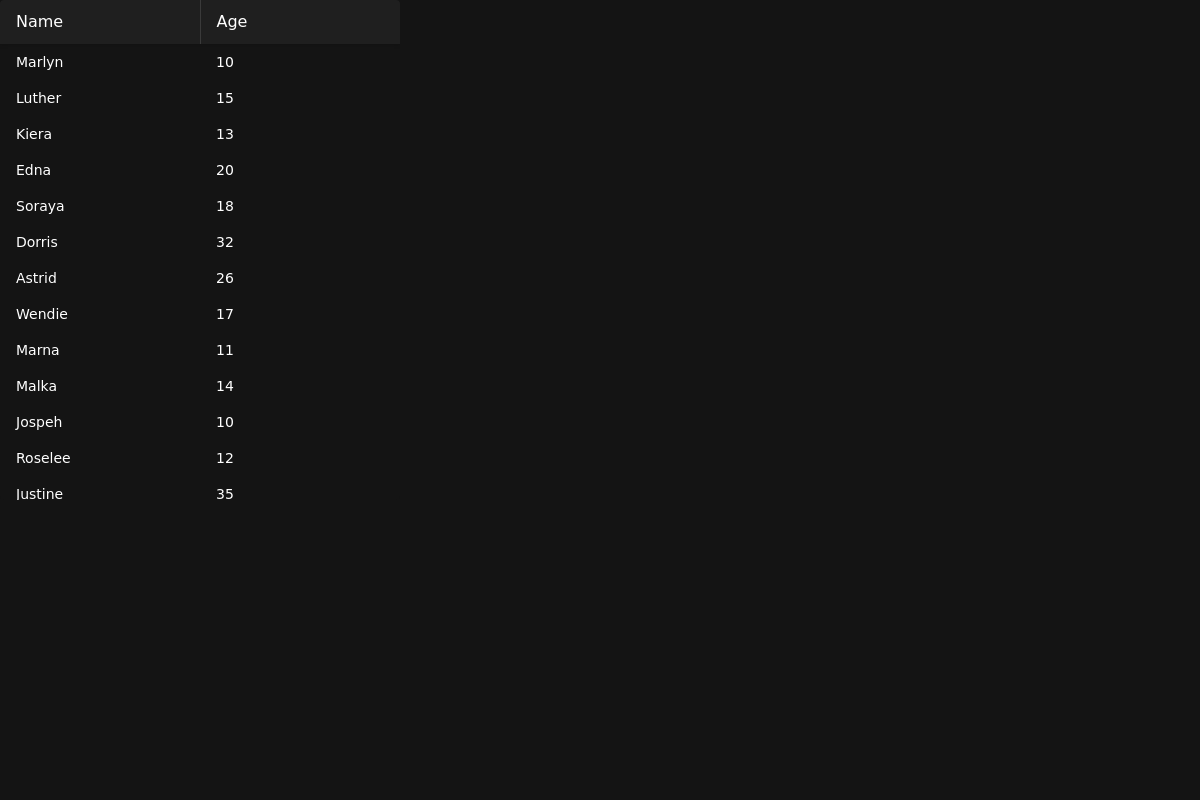 Name Age
Marlyn 10
Luther 15
Kiera 13
Edna 20
Soraya 18
Dorris 32
Astrid 26
Wendie 17
Marna 11
Malka 14
Jospeh 10
Roselee 12
Justine 35